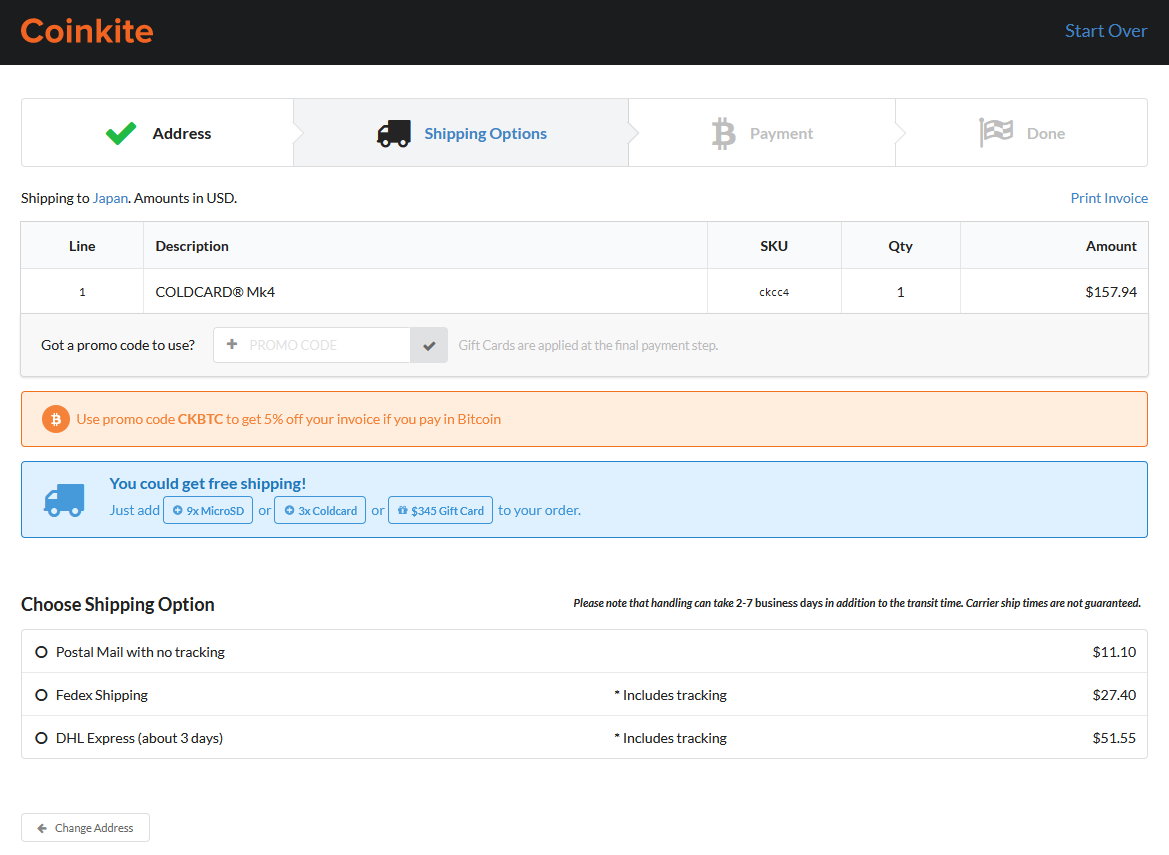 Coinkite
Start Over
Address
Shipping Options
Payment
Done
Shipping to Japan. Amounts in USD.
Print Invoice
Line Description SKU Qty Amount
1 COLDCARD® Mk4 ckcc4 1 $157.94
Got a promo code to use? PROMO CODE Gift Cards are applied at the final payment step.
Use promo code CKBTC to get 5% off your invoice if you pay in Bitcoin
You could get free shipping!
Just add 9x MicroSD or 3x Coldcard or $345 Gift Card to your order.
Choose Shipping Option
Please note that handling can take 2-7 business days in addition to the transit time. Carrier ship times are not guaranteed.
Postal Mail with no tracking $11.10
Fedex Shipping * Includes tracking $27.40
DHL Express (about 3 days) * Includes tracking $51.55
Change Address